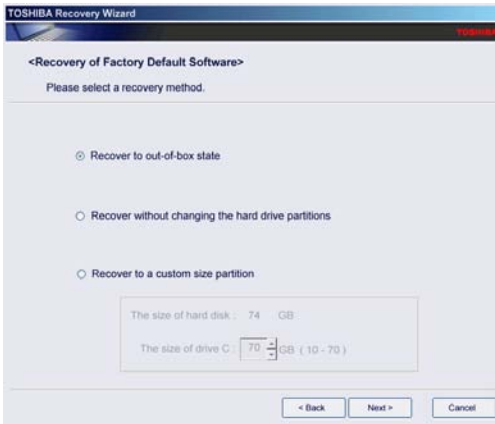 TOSHIBA Recovery Wizard
TOSHIBA
<Recovery of Factory Default Software>
Please select a recovery method.
Recover to out-of-box state
Recover without changing the hard drive partitions
Recover to a custom size partition
The size of hard disk : 74 GB
The size of drive C : 70 GB ( 10 - 70 )
< Back Next > Cancel